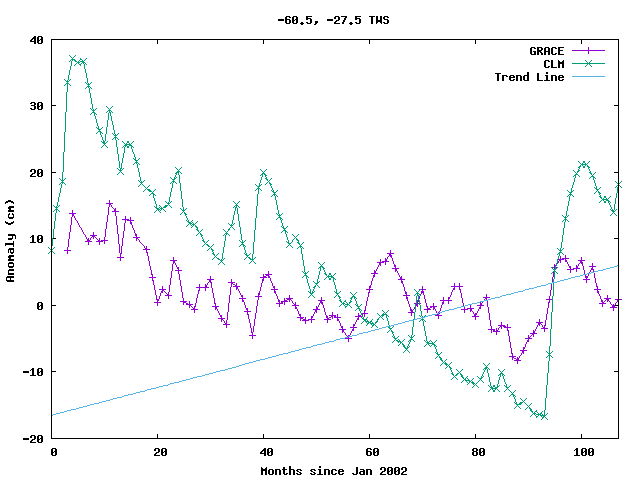 -60.5, -27.5 TWS
GRACE
CLM
Trend Line
40
30
20
10
0
-10
-20
Anomaly (cm)
0 20 40 60 80 100
Months since Jan 2002